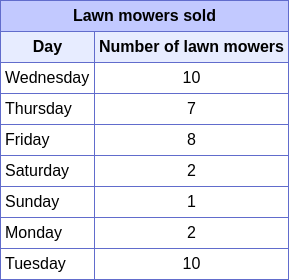 Lawn mowers sold
Day Number of lawn mowers
Wednesday 10
Thursday 7
Friday 8
Saturday 2
Sunday 1
Monday 2
Tuesday 10